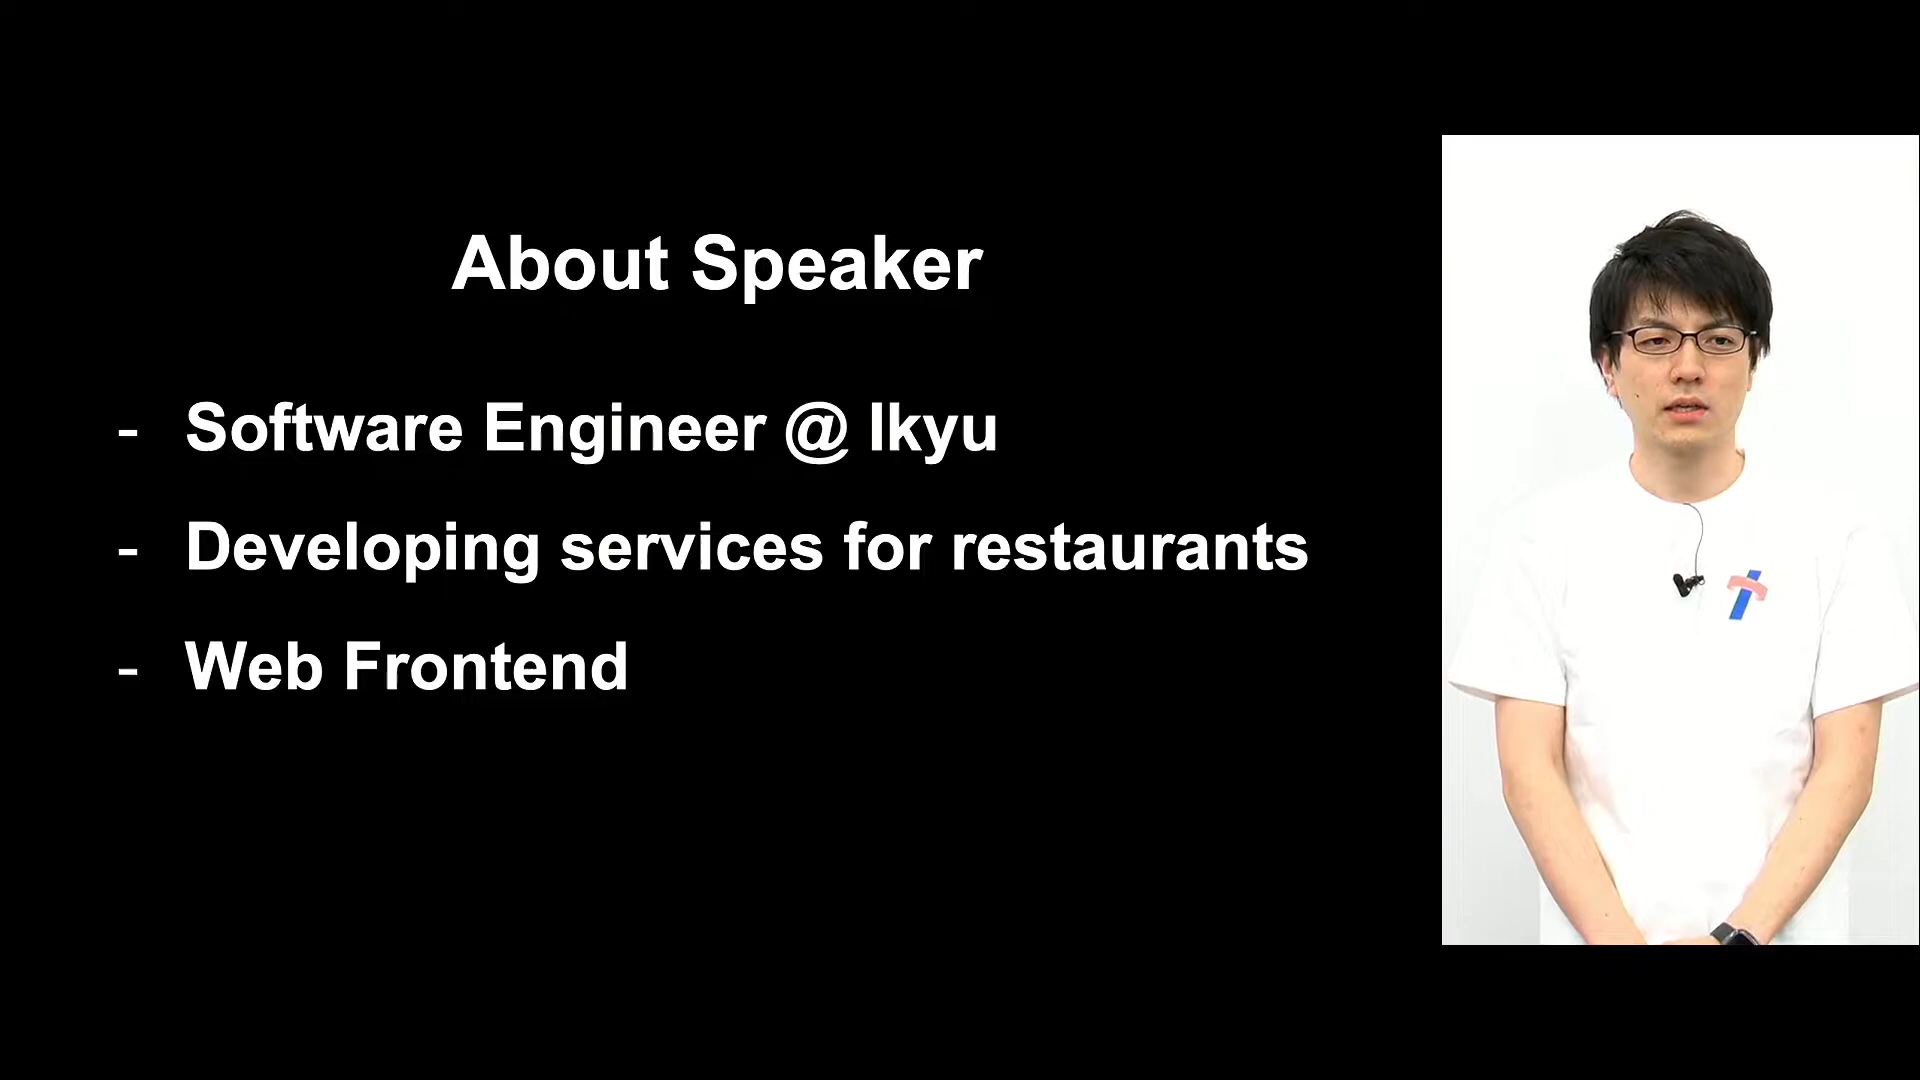 About Speaker
- Software Engineer @ Ikyu
- Developing services for restaurants
- Web Frontend